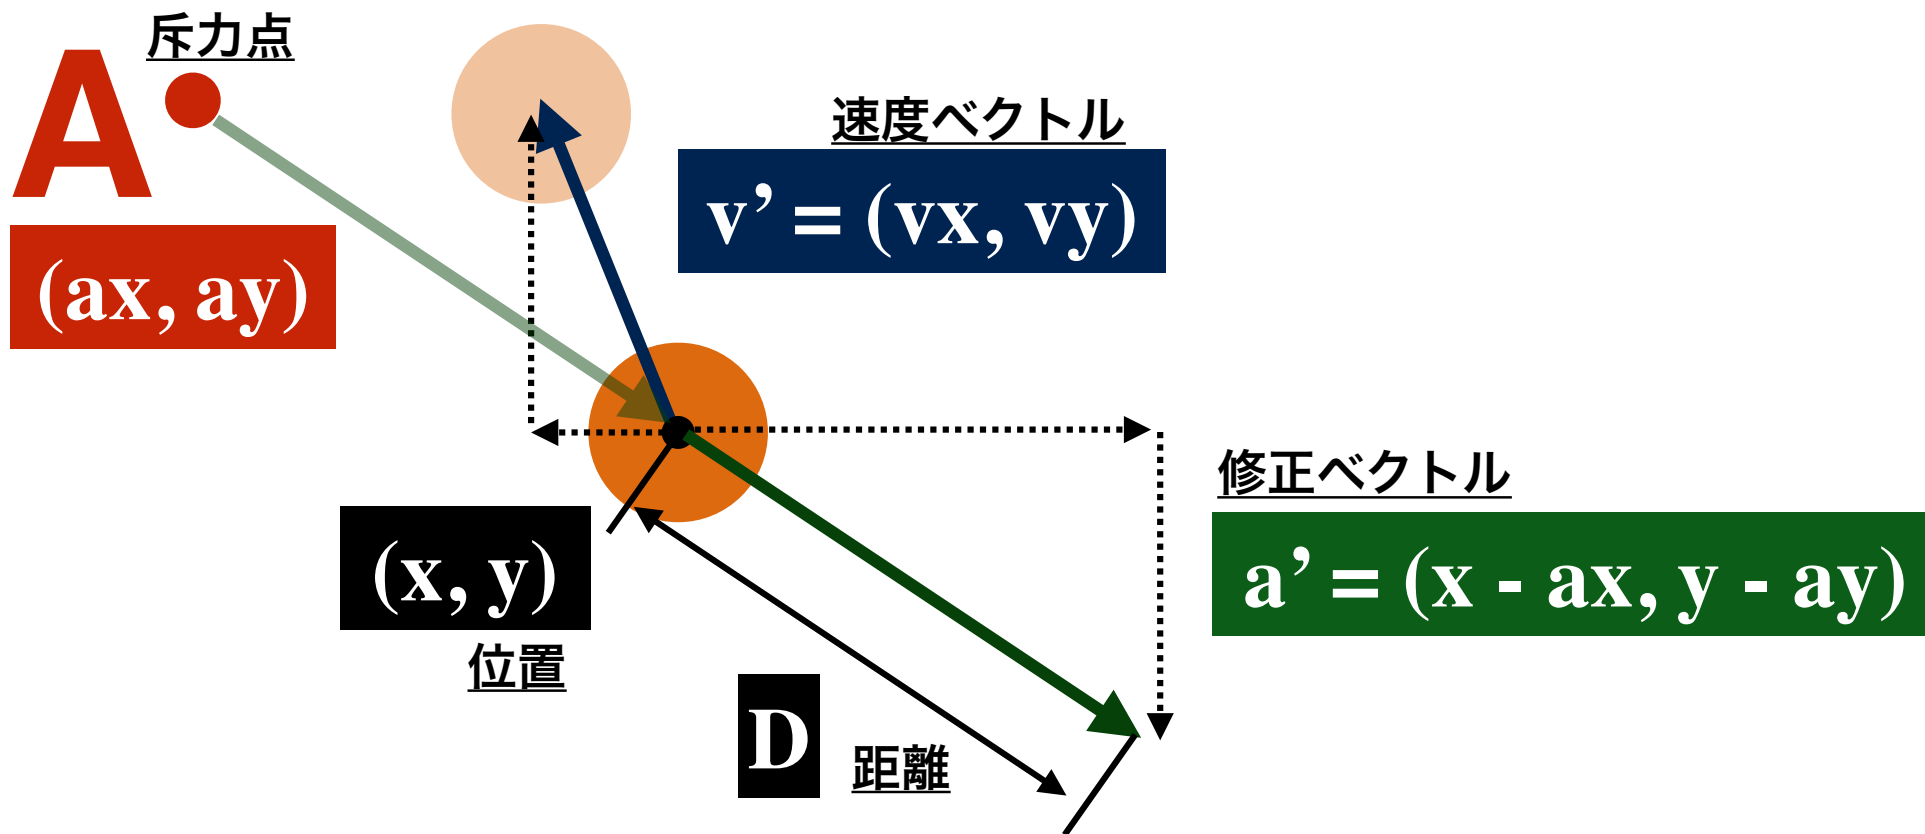 斥力点
A
(ax, ay)
速度ベクトル
v’ = (vx, vy)
(x, y)
位置
修正ベクトル
a’ = (x - ax, y - ay)
D
距離